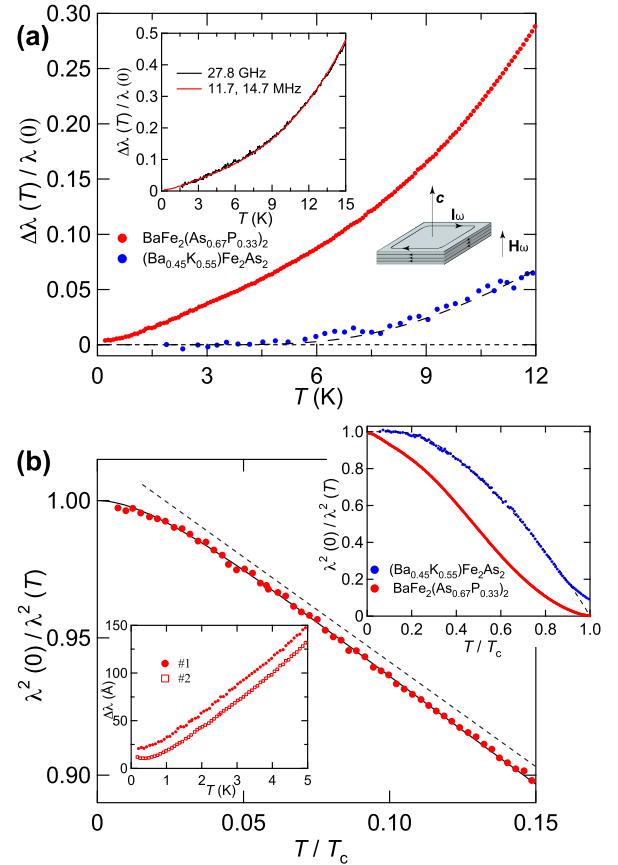 (a)
0.30
0.25
0.20
0.15
0.10
0.05
0
Δλ (T) / λ (0)
0 3 6 9 12
T (K)
0.5
0.4
0.3
0.2
0.1
0
Δλ (T) / λ (0)
27.8 GHz
11.7, 14.7 MHz
0 3 6 9 12 15
T (K)
BaFe₂(As₀.₆₇P₀.₃₃)₂
(Ba₀.₄₅K₀.₅₅)Fe₂As₂
c
Iω
Hω
(b)
1.00
0.95
0.90
λ² (0) / λ² (T)
0.00 0.05 0.10 0.15
T / Tc
1.0
0.8
0.6
0.4
0.2
0.0
λ² (0) / λ² (T)
(Ba₀.₄₅K₀.₅₅)Fe₂As₂
BaFe₂(As₀.₆₇P₀.₃₃)₂
0.0 0.2 0.4 0.6 0.8 1.0
T / Tc
150
100
50
0
Δλ (Å)
#1
#2
0 1 2 3 4 5
T (K)